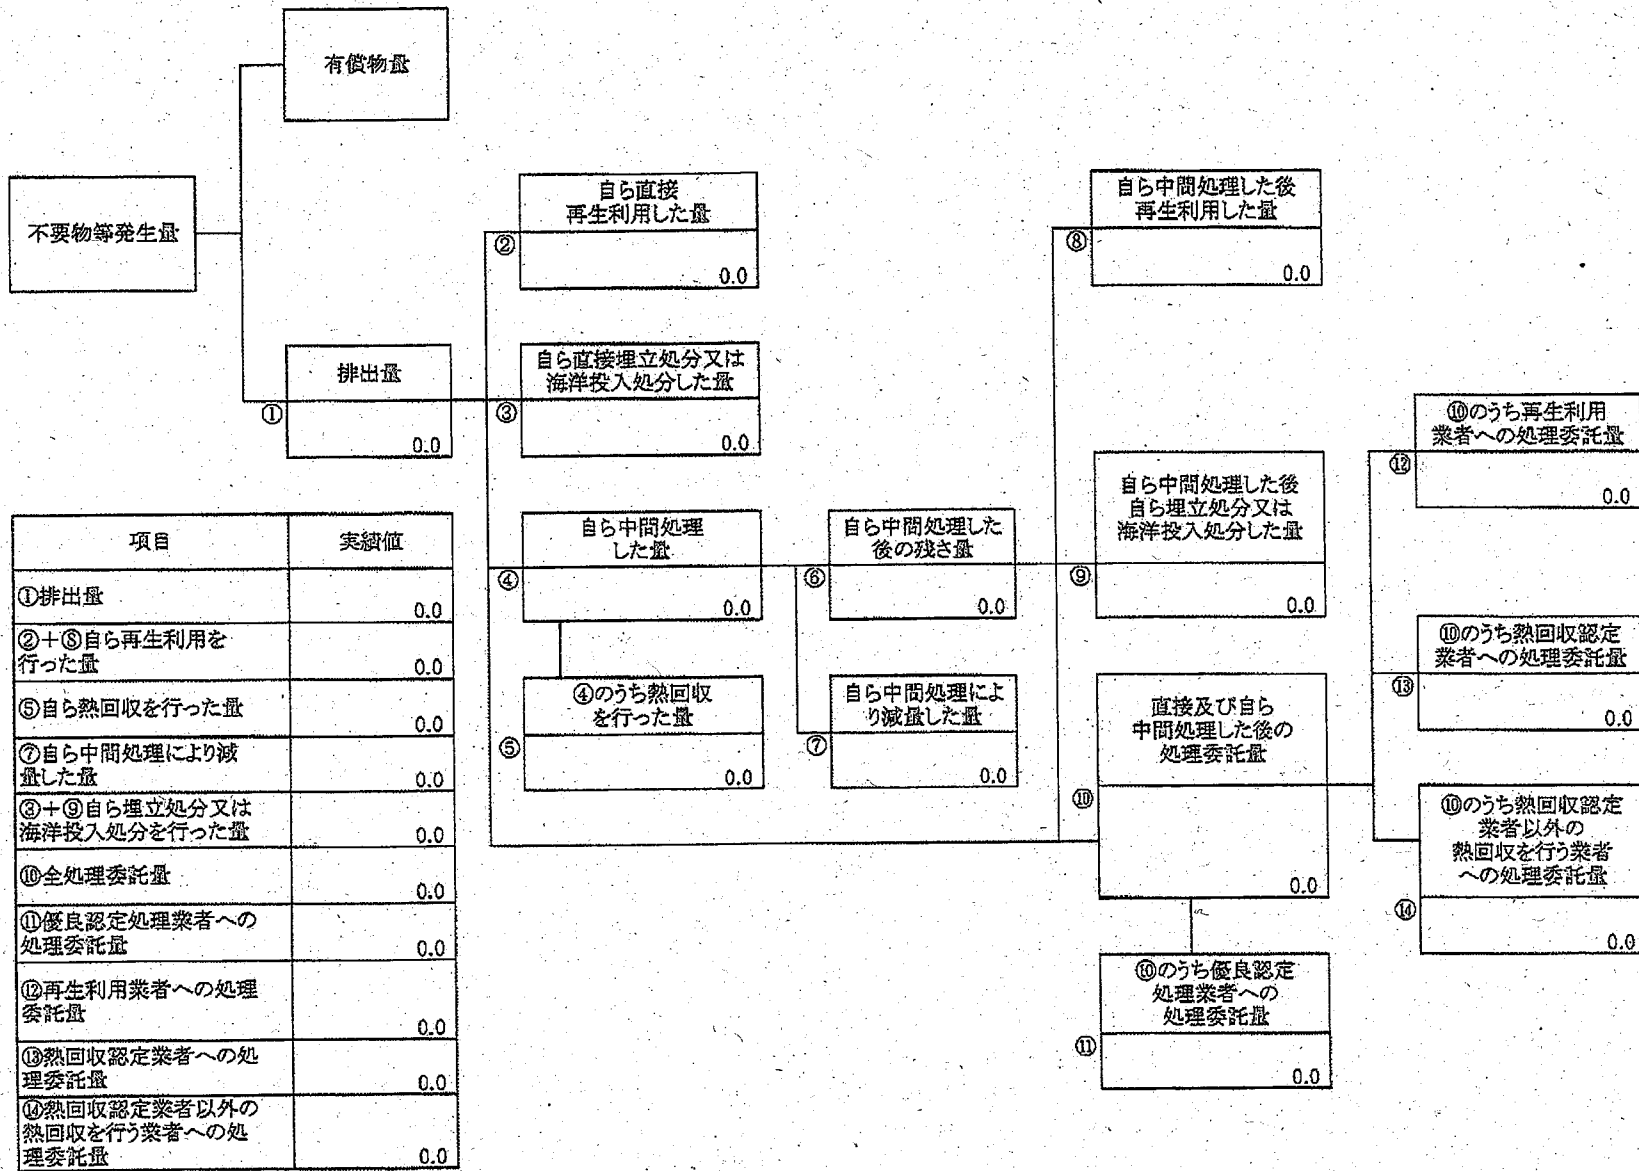 有償物量
不要物等発生量
自ら直接
再生利用した量
②
0.0
自ら中間処理した後
再生利用した量
⑧
0.0
排出量
①
0.0
自ら直接埋立処分又は
海洋投入処分した量
③
0.0
⑩のうち再生利用
業者への処理委託量
⑫
0.0
自ら中間処理
した量
④
0.0
自ら中間処理した
後の残さ量
⑥
0.0
自ら中間処理した後
自ら埋立処分又は
海洋投入処分した量
⑨
0.0
⑩のうち熱回収認定
業者への処理委託量
⑬
0.0
④のうち熱回収
を行った量
⑤
0.0
自ら中間処理によ
り減量した量
⑦
0.0
直接及び自ら
中間処理した後の
処理委託量
⑩
0.0
⑩のうち熱回収認定
業者以外の
熱回収を行う業者
への処理委託量
⑭
0.0
⑩のうち優良認定
処理業者への
処理委託量
⑪
0.0
項目 実績値
①排出量 0.0
②+⑧自ら再生利用を
行った量 0.0
⑤自ら熱回収を行った量 0.0
⑦自ら中間処理により減
量した量 0.0
③+⑨自ら埋立処分又は
海洋投入処分を行った量 0.0
⑩全処理委託量 0.0
⑪優良認定処理業者への
処理委託量 0.0
⑫再生利用業者への処理
委託量 0.0
⑬熱回収認定業者への処
理委託量 0.0
⑭熱回収認定業者以外の
熱回収を行う業者への処
理委託量 0.0